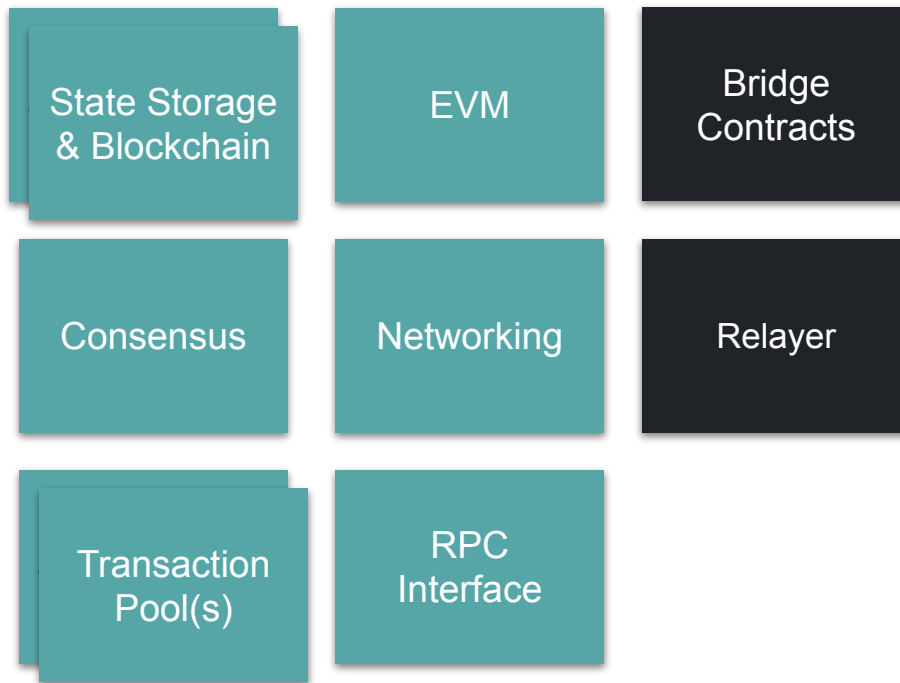 State Storage
& Blockchain
EVM
Bridge
Contracts
Consensus
Networking
Relayer
Transaction
Pool(s)
RPC
Interface